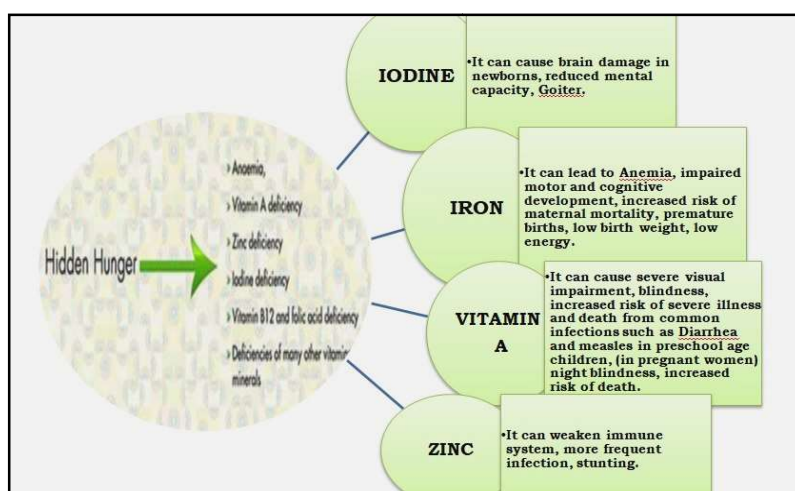 Hidden Hunger
› Anaemia,
› Vitamin A deficiency
› Zinc deficiency
› Iodine deficiency
› Vitamin B12 and folic acid deficiency
› Deficiencies of many other vitamin
minerals
IODINE
•It can cause brain damage in
newborns, reduced mental
capacity, Goiter.
IRON
•It can lead to Anemia, impaired
motor and cognitive
development, increased risk of
maternal mortality, premature
births, low birth weight, low
energy.
VITAMIN
A
•It can cause severe visual
impairment, blindness,
increased risk of severe illness
and death from common
infections such as Diarrhea
and measles in preschool age
children, (in pregnant women)
night blindness, increased
risk of death.
ZINC
•It can weaken immune
system, more frequent
infection, stunting.